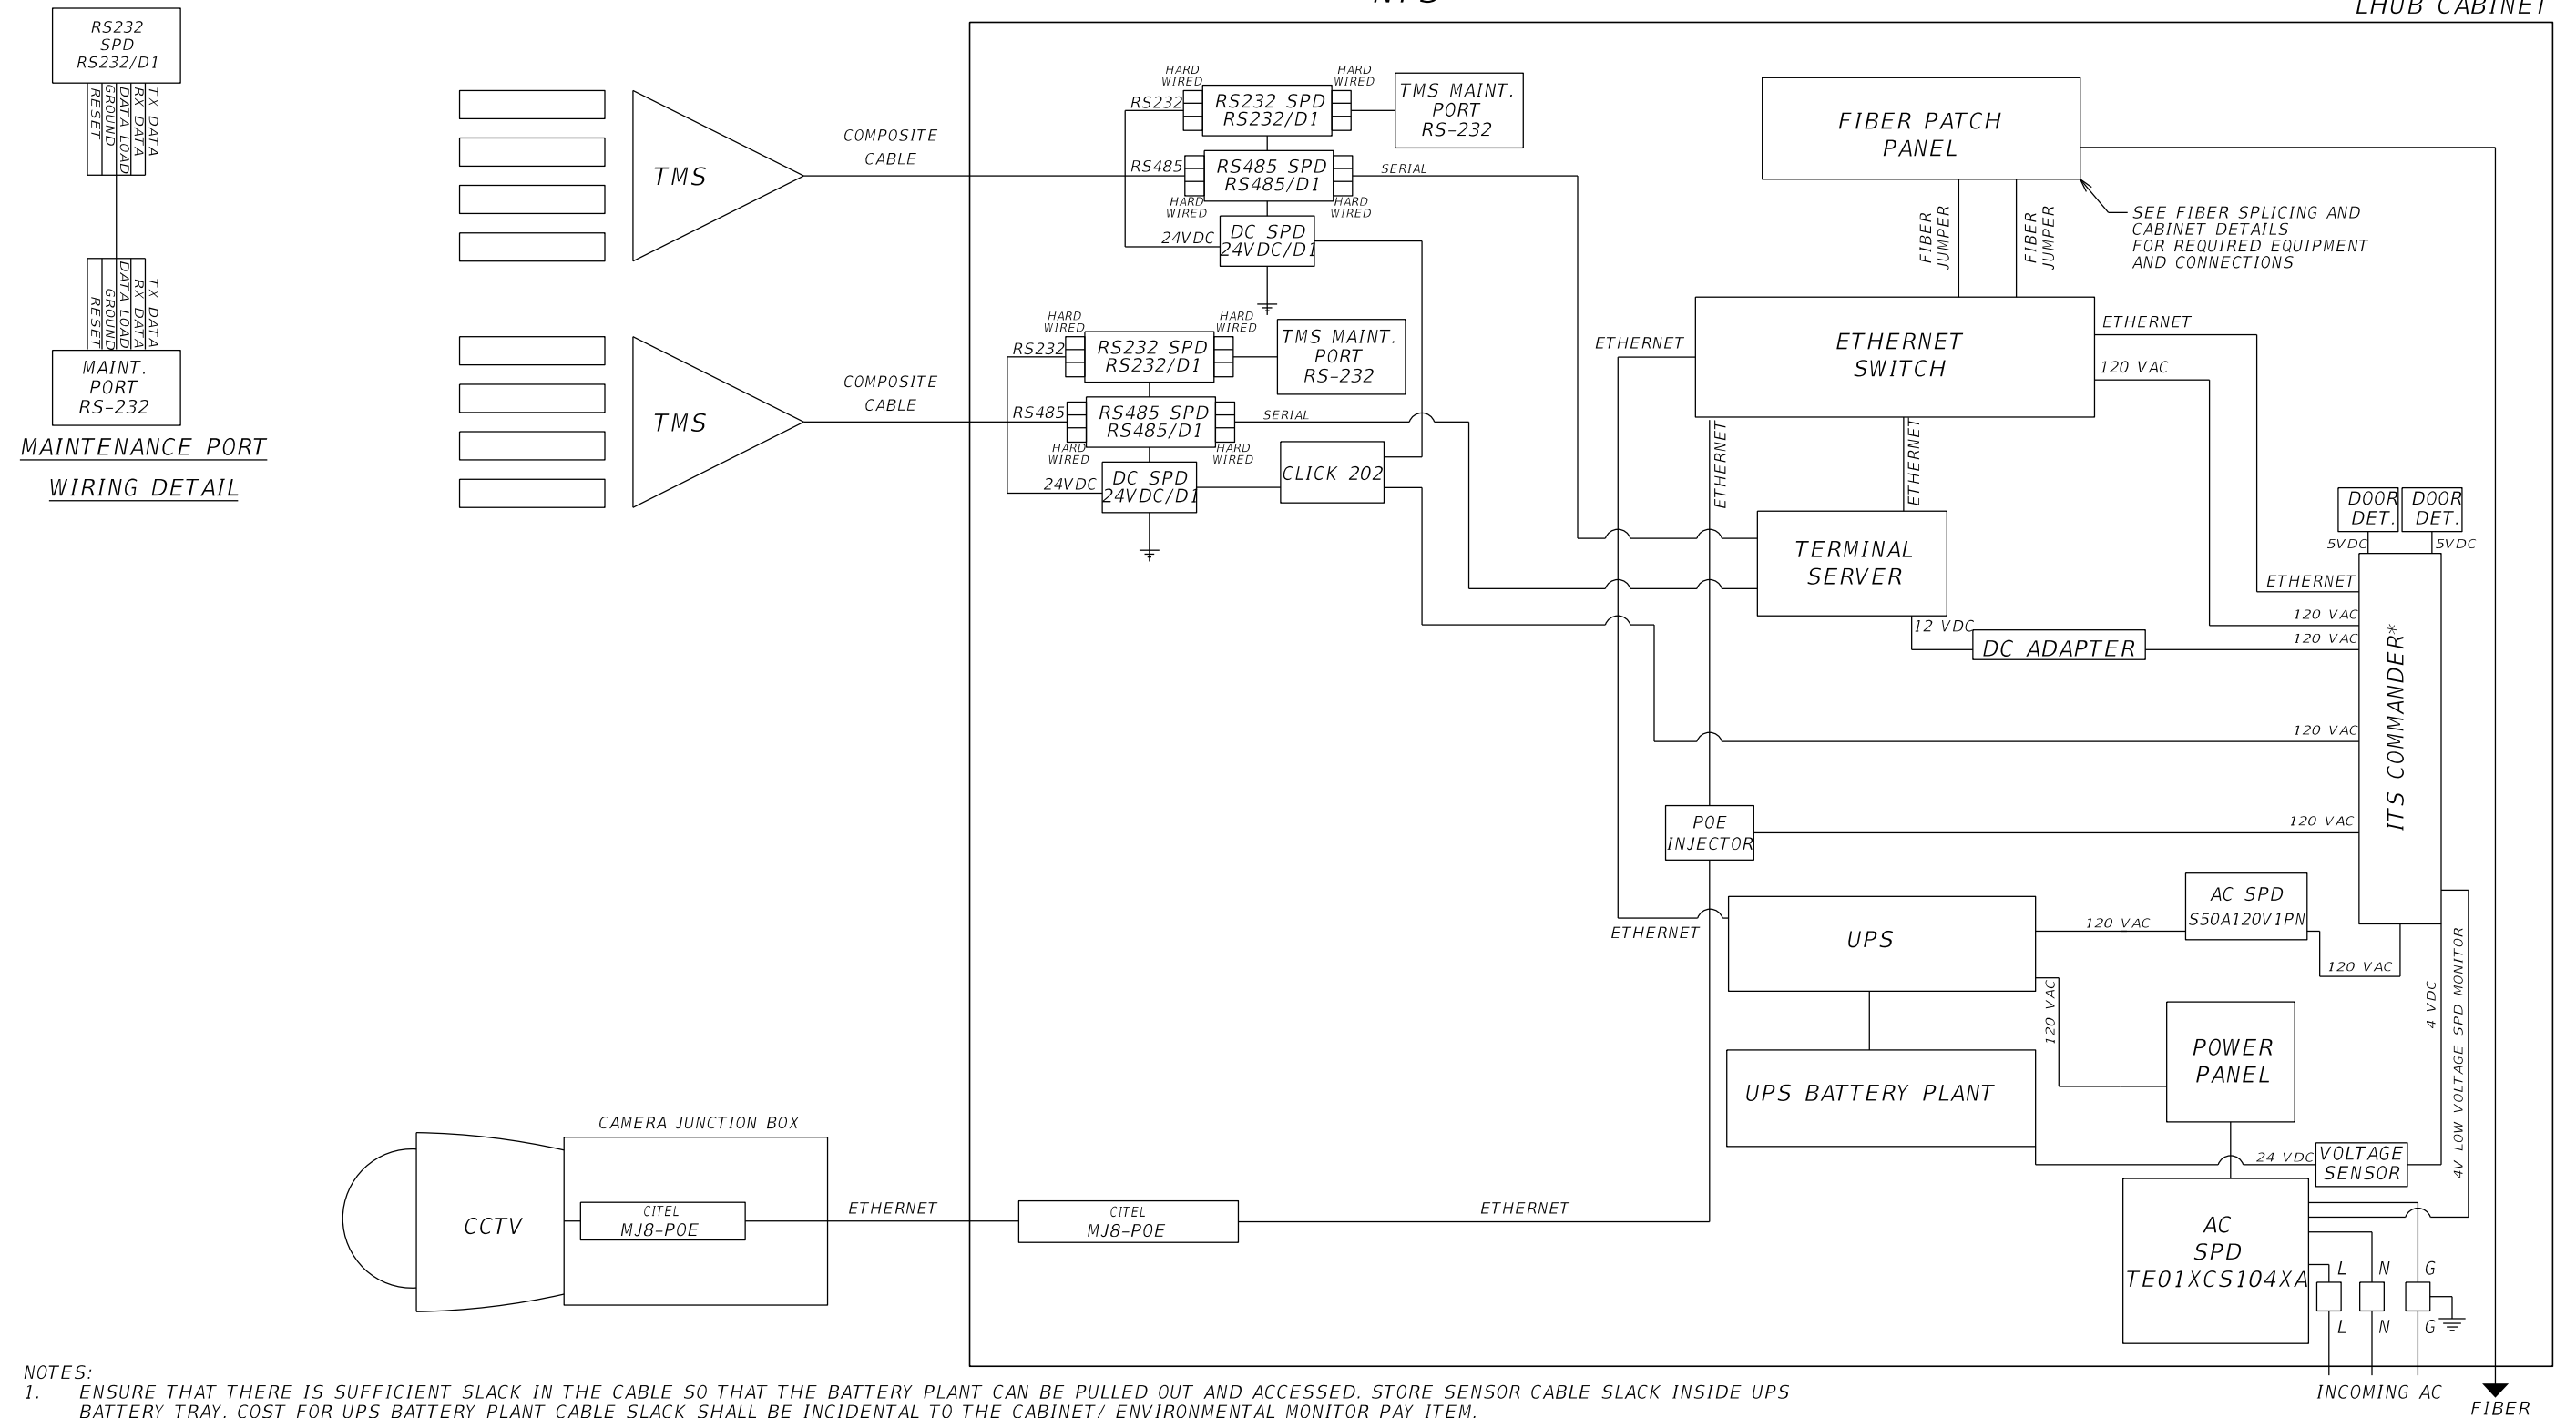 LHUB CABINET
RS232
SPD
RS232/D1
RESET
GROUND
DATA LOAD
RX DATA
TX DATA
RESET
GROUND
DATA LOAD
RX DATA
TX DATA
MAINT.
PORT
RS-232
MAINTENANCE PORT
WIRING DETAIL
TMS
COMPOSITE
CABLE
HARD
WIRED
HARD
WIRED
RS232
RS232 SPD
RS232/D1
TMS MAINT.
PORT
RS-232
RS485
RS485 SPD
RS485/D1
SERIAL
HARD
WIRED
HARD
WIRED
24VDC
DC SPD
24VDC/D1
TMS
COMPOSITE
CABLE
HARD
WIRED
HARD
WIRED
RS232
RS232 SPD
RS232/D1
TMS MAINT.
PORT
RS-232
RS485
RS485 SPD
RS485/D1
SERIAL
HARD
WIRED
HARD
WIRED
24VDC
DC SPD
24VDC/D1
CLICK 202
FIBER PATCH
PANEL
FIBER
JUMPER
FIBER
JUMPER
SEE FIBER SPLICING AND
CABINET DETAILS
FOR REQUIRED EQUIPMENT
AND CONNECTIONS
ETHERNET
ETHERNET
SWITCH
ETHERNET
120 VAC
ETHERNET
ETHERNET
TERMINAL
SERVER
12 VDC
DC ADAPTER
DOOR
DET.
DOOR
DET.
5VDC
5VDC
ETHERNET
120 VAC
120 VAC
120 VAC
120 VAC
ITS COMMANDER*
POE
INJECTOR
ETHERNET
UPS
120 VAC
AC SPD
S50A120V1PN
120 VAC
120 VAC
4 VDC
4V LOW VOLTAGE SPD MONITOR
POWER
PANEL
UPS BATTERY PLANT
24 VDC
VOLTAGE
SENSOR
AC
SPD
TE01XCS104XA
L
N
G
L
N
G
CAMERA JUNCTION BOX
CCTV
CITEL
MJ8-POE
ETHERNET
CITEL
MJ8-POE
ETHERNET
INCOMING AC
FIBER
NOTES:
1. ENSURE THAT THERE IS SUFFICIENT SLACK IN THE CABLE SO THAT THE BATTERY PLANT CAN BE PULLED OUT AND ACCESSED. STORE SENSOR CABLE SLACK INSIDE UPS
BATTERY TRAY. COST FOR UPS BATTERY PLANT CABLE SLACK SHALL BE INCIDENTAL TO THE CABINET/ ENVIRONMENTAL MONITOR PAY ITEM.